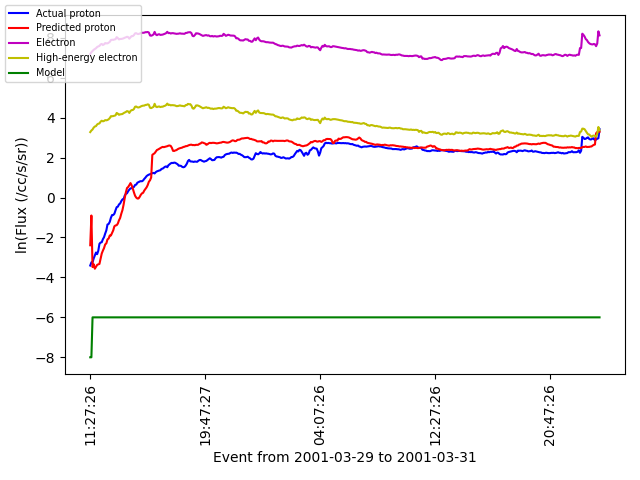 Actual proton
Predicted proton
Electron
High-energy electron
Model
8
6
4
2
0
−2
−4
−6
−8
ln(Flux (/cc/s/sr))
11:27:26
19:47:27
04:07:26
12:27:26
20:47:26
Event from 2001-03-29 to 2001-03-31